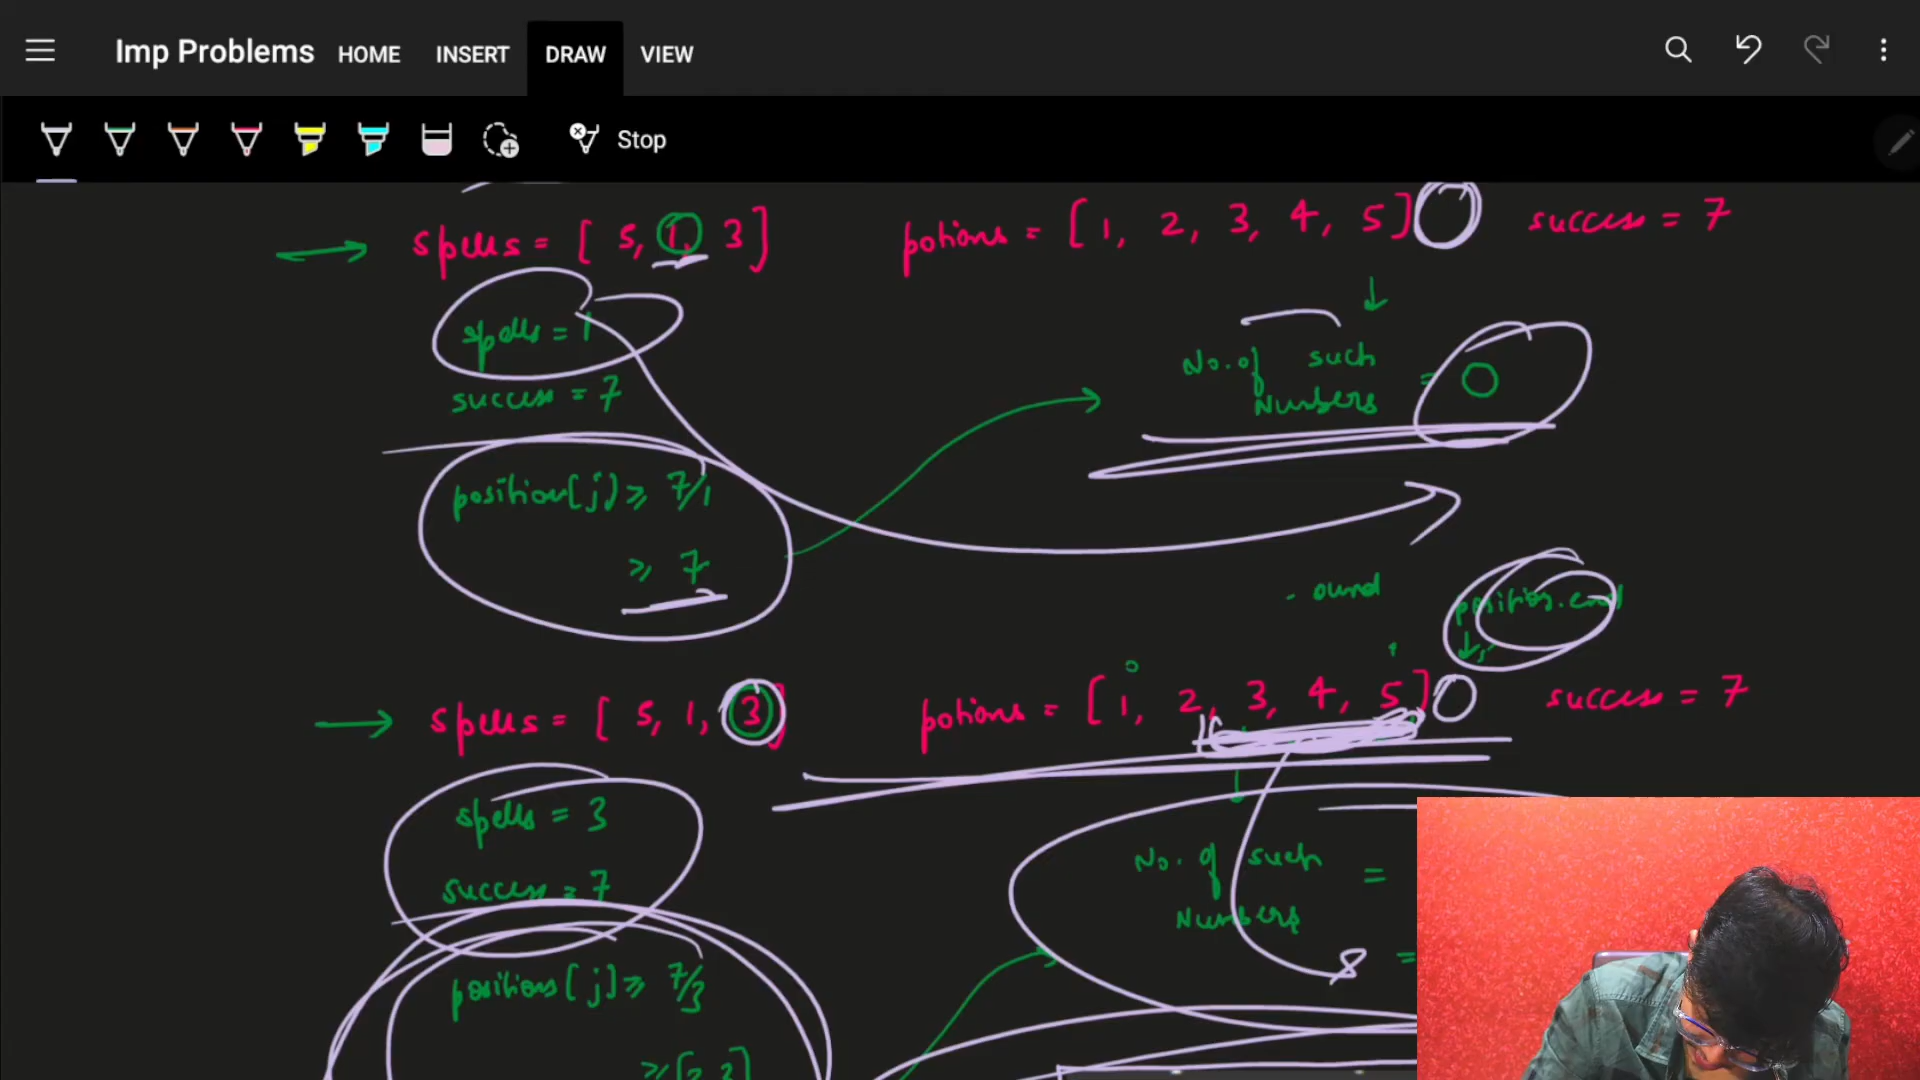 Imp Problems HOME INSERT DRAW VIEW
Stop
spells = [ 5, 1, 3 ] potions = [ 1, 2, 3, 4, 5 ] success = 7
spells = 1
success = 7
No. of such Numbers = 0
position[j] ≥ 7/1
≥ 7
position.end
spells = [ 5, 1, 3 ] potions = [ 1, 2, 3, 4, 5 ] success = 7
spells = 3
success = 7
No. of such Numbers =
positions[j] ≥ 7/3